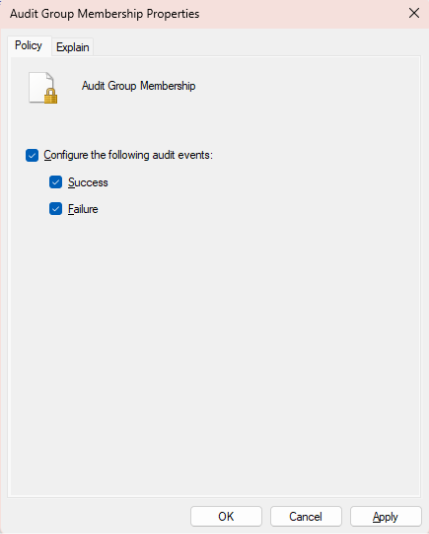 Audit Group Membership Properties
Policy
Explain
Audit Group Membership
Configure the following audit events:
Success
Failure
OK
Cancel
Apply